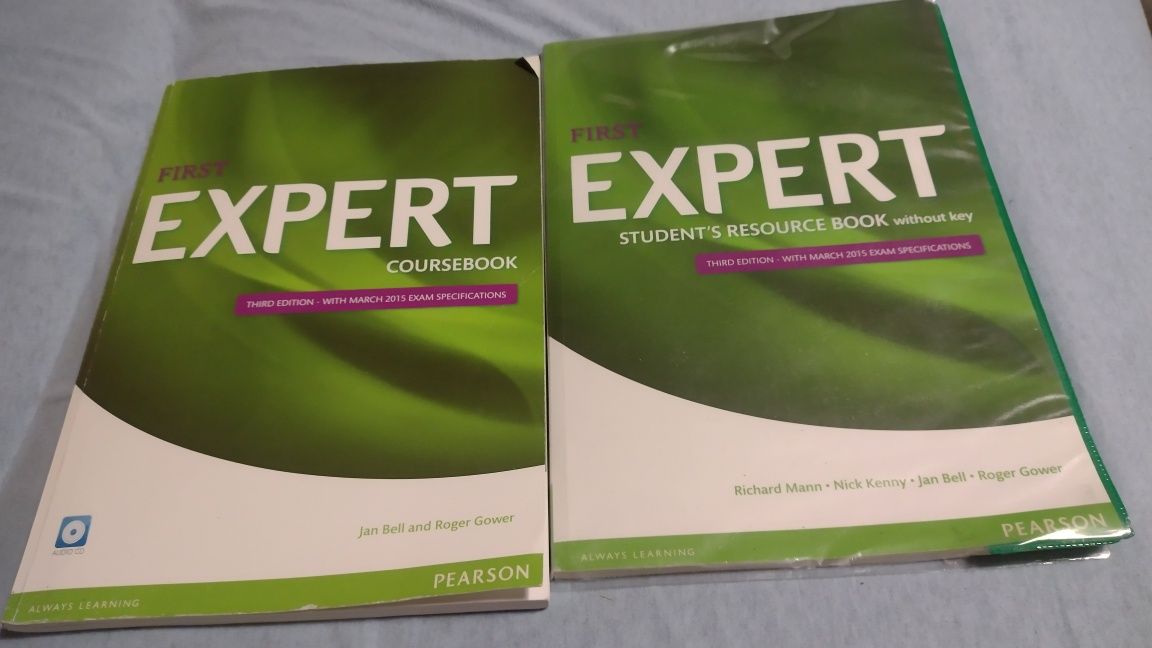 FIRST
EXPERT
COURSEBOOK
THIRD EDITION - WITH MARCH 2015 EXAM SPECIFICATIONS
Jan Bell and Roger Gower
AUDIO CD
PEARSON
ALWAYS LEARNING
FIRST
EXPERT
STUDENT'S RESOURCE BOOK without key
THIRD EDITION - WITH MARCH 2015 EXAM SPECIFICATIONS
Richard Mann • Nick Kenny • Jan Bell • Roger Gower
PEARSON
ALWAYS LEARNING